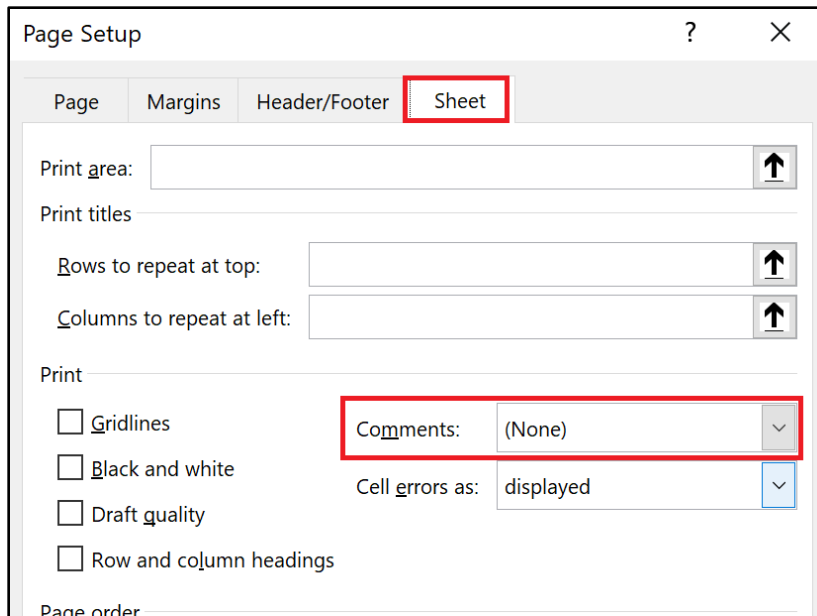 Page Setup ?
Page Margins Header/Footer Sheet
Print area:
Print titles
Rows to repeat at top:
Columns to repeat at left:
Print
Gridlines Comments: (None)
Black and white Cell errors as: displayed
Draft quality
Row and column headings
Page order